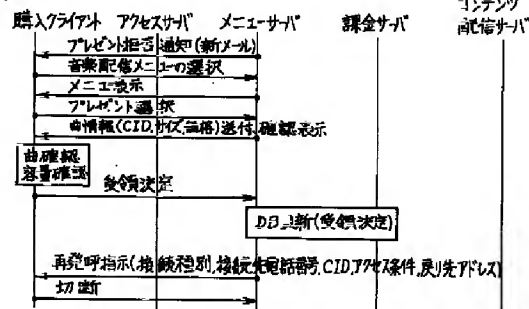 購入クライアント アクセスサーバ メニューサーバ 課金サーバ コンテンツ配信サーバ
プレゼント拒否通知(新メール)
音楽配信メニューの選択
メニュー表示
プレゼント選択
曲情報(CID,サイズ,価格)送付,確認表示
曲確認
容量確認
受領決定
DB更新(受領決定)
再発呼指示(接続種別,接続先電話番号,CID,アクセス条件,戻り先アドレス)
切断